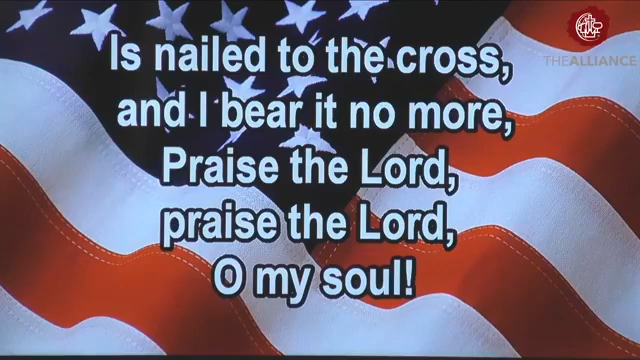 THEALLIANCE
Is nailed to the cross,
and I bear it no more,
Praise the Lord,
praise the Lord,
O my soul!